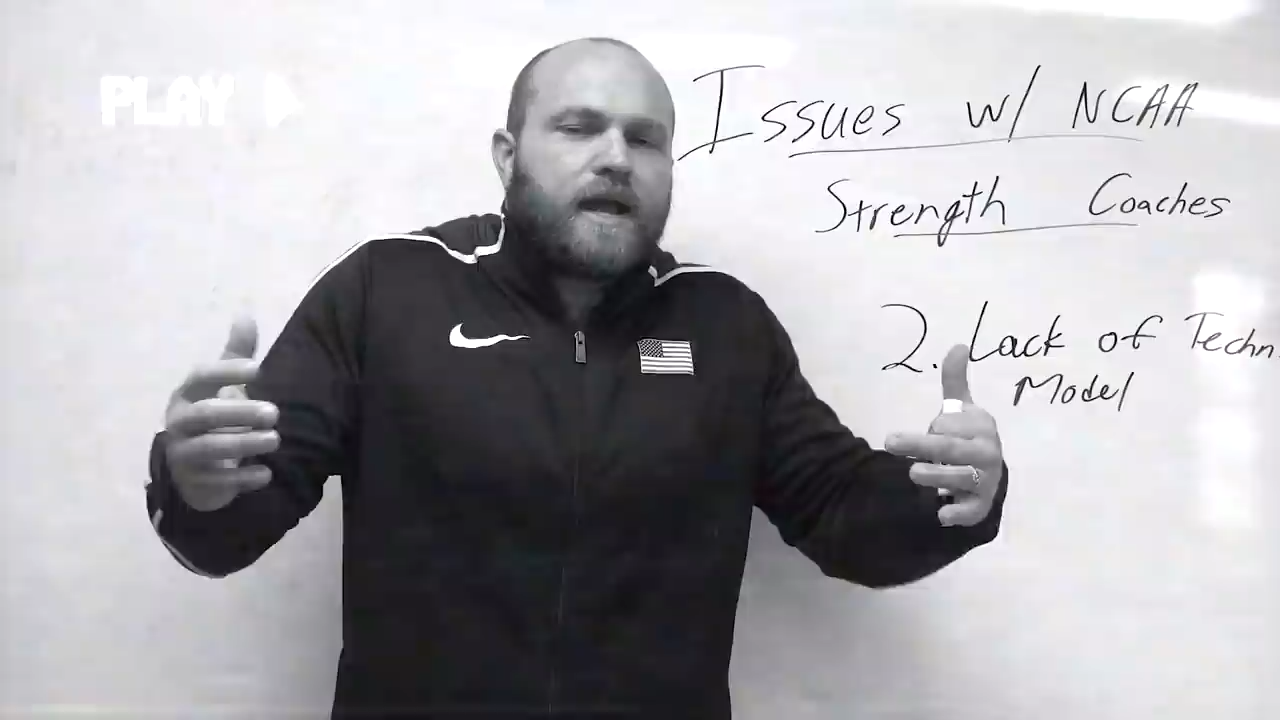 PLAY
Issues w/ NCAA
Strength Coaches
2. Lack of Techn
Model